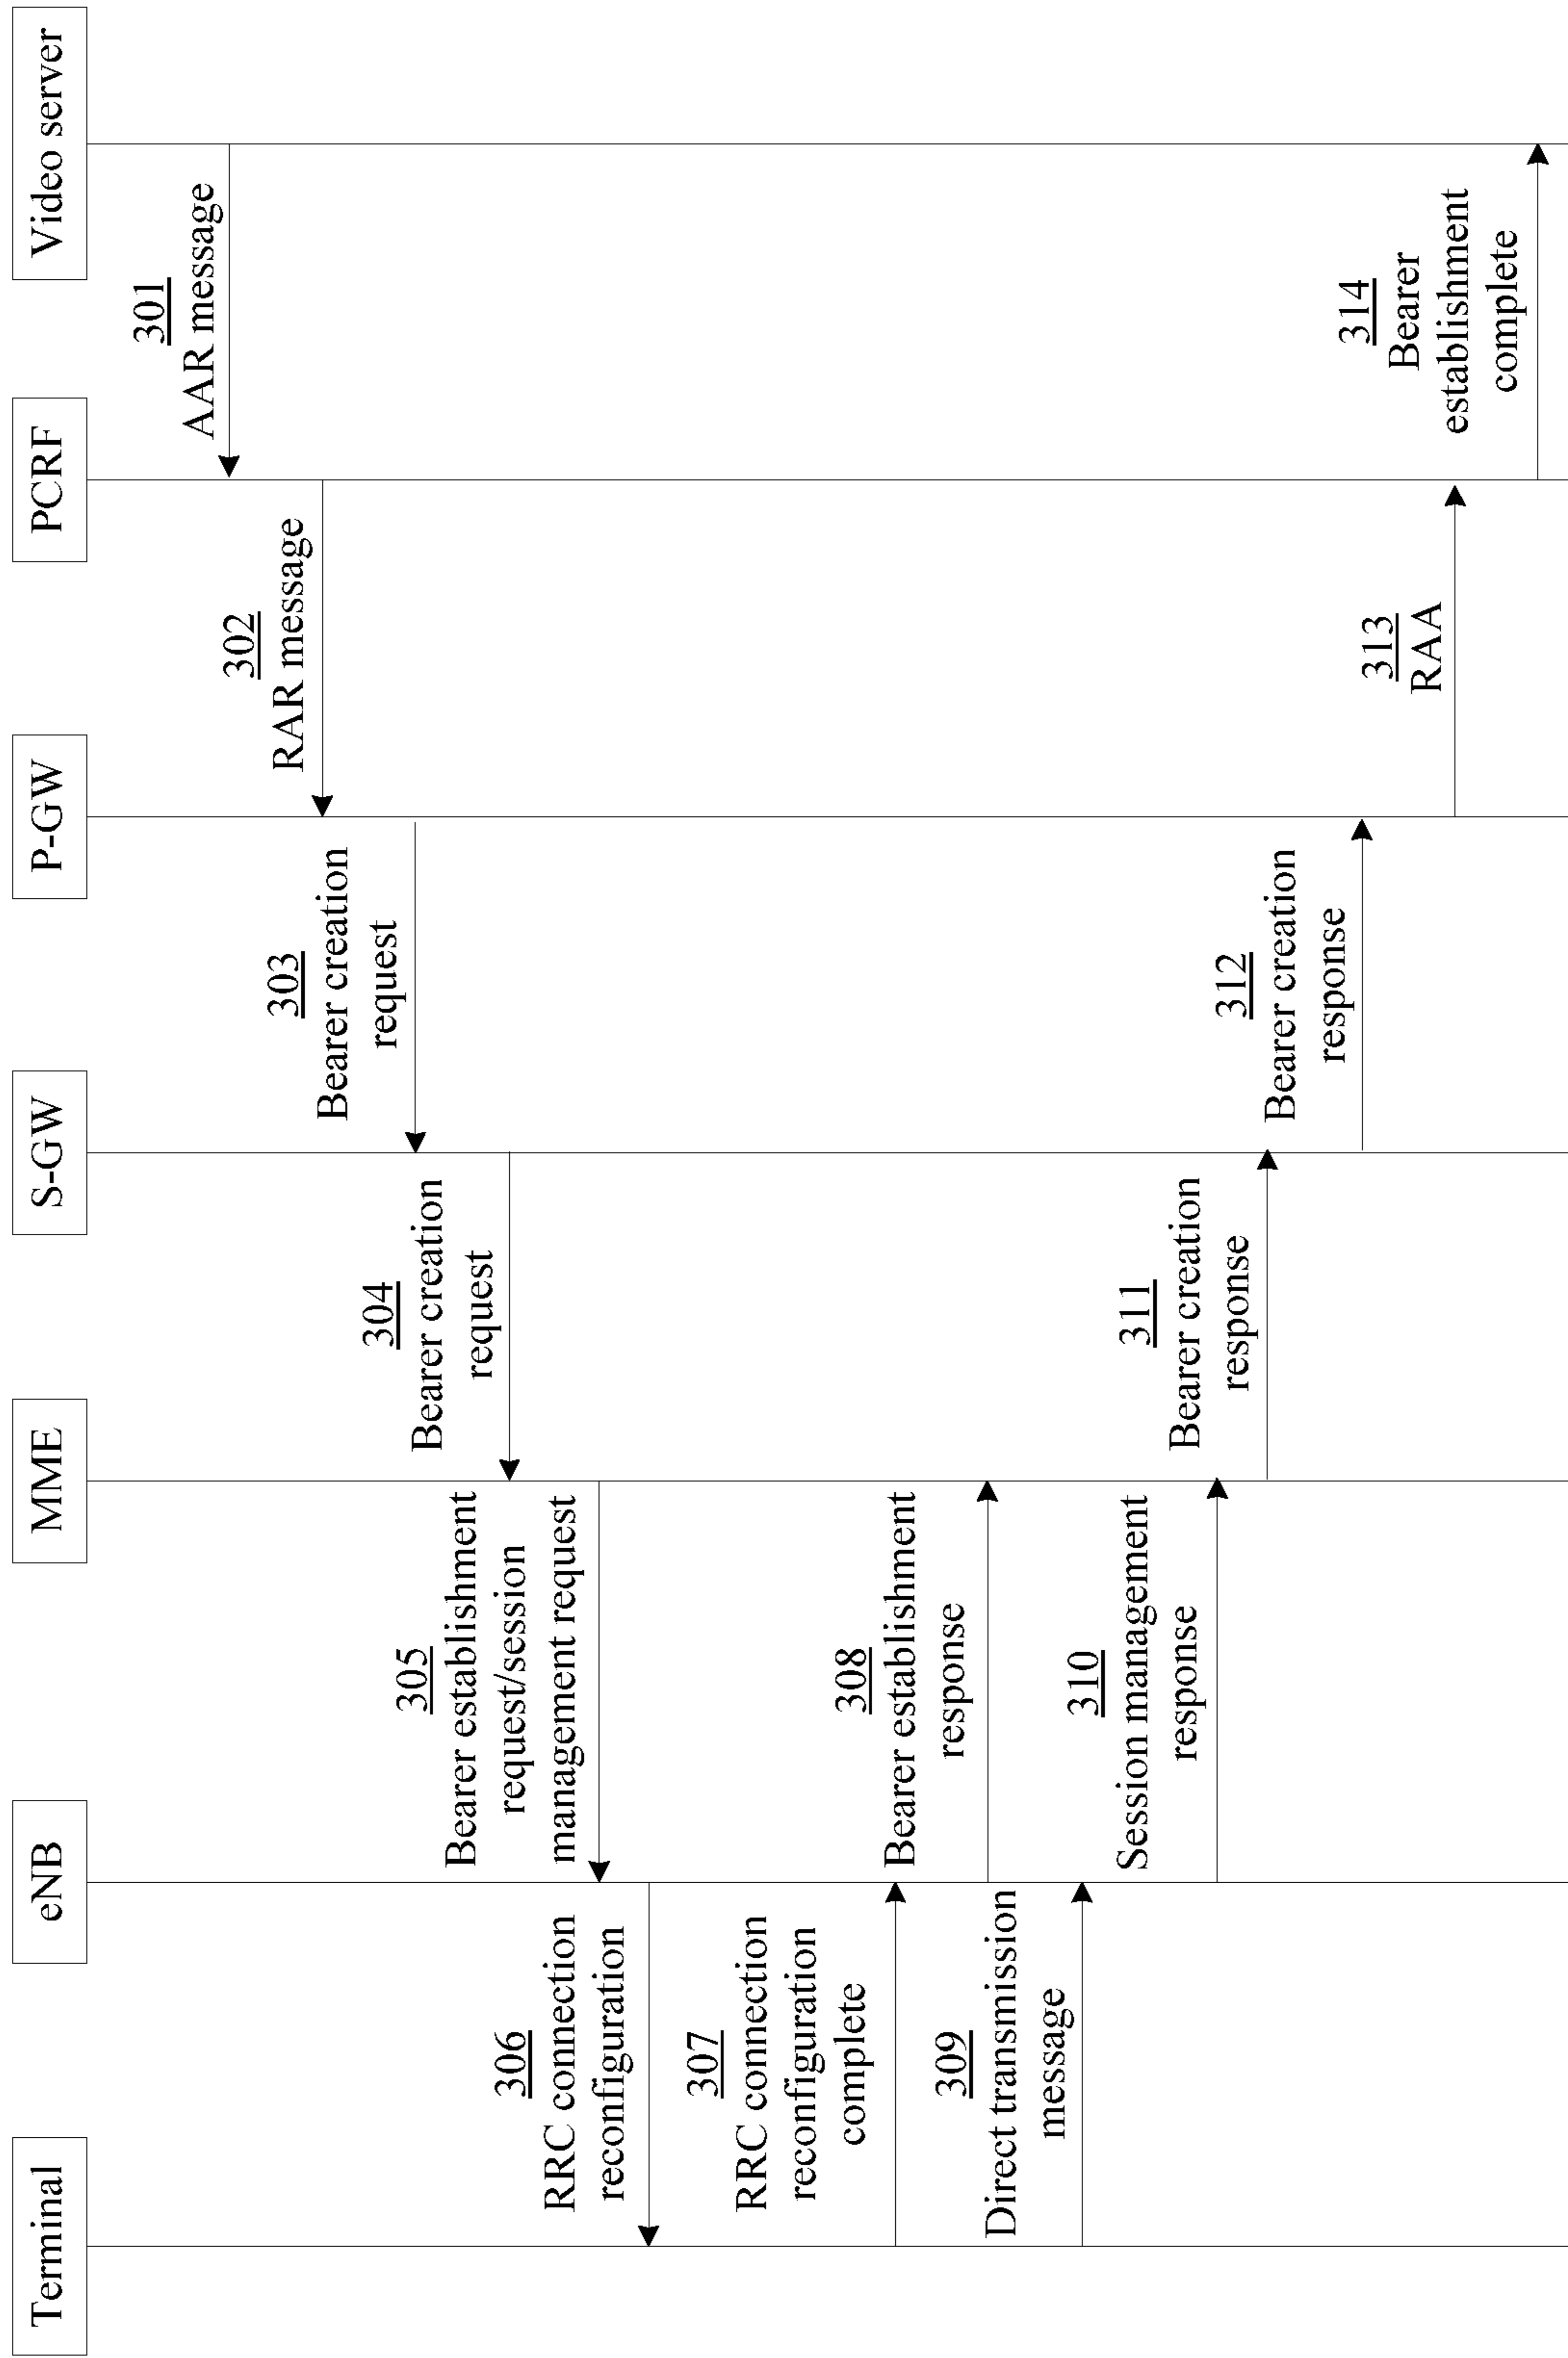 Terminal
eNB
MME
S-GW
P-GW
PCRF
Video server
301
AAR message
302
RAR message
303
Bearer creation
request
304
Bearer creation
request
305
Bearer establishment
request/session
management request
306
RRC connection
reconfiguration
307
RRC connection
reconfiguration
complete
308
Bearer establishment
response
309
Direct transmission
message
310
Session management
response
311
Bearer creation
response
312
Bearer creation
response
313
RAA
314
Bearer
establishment
complete